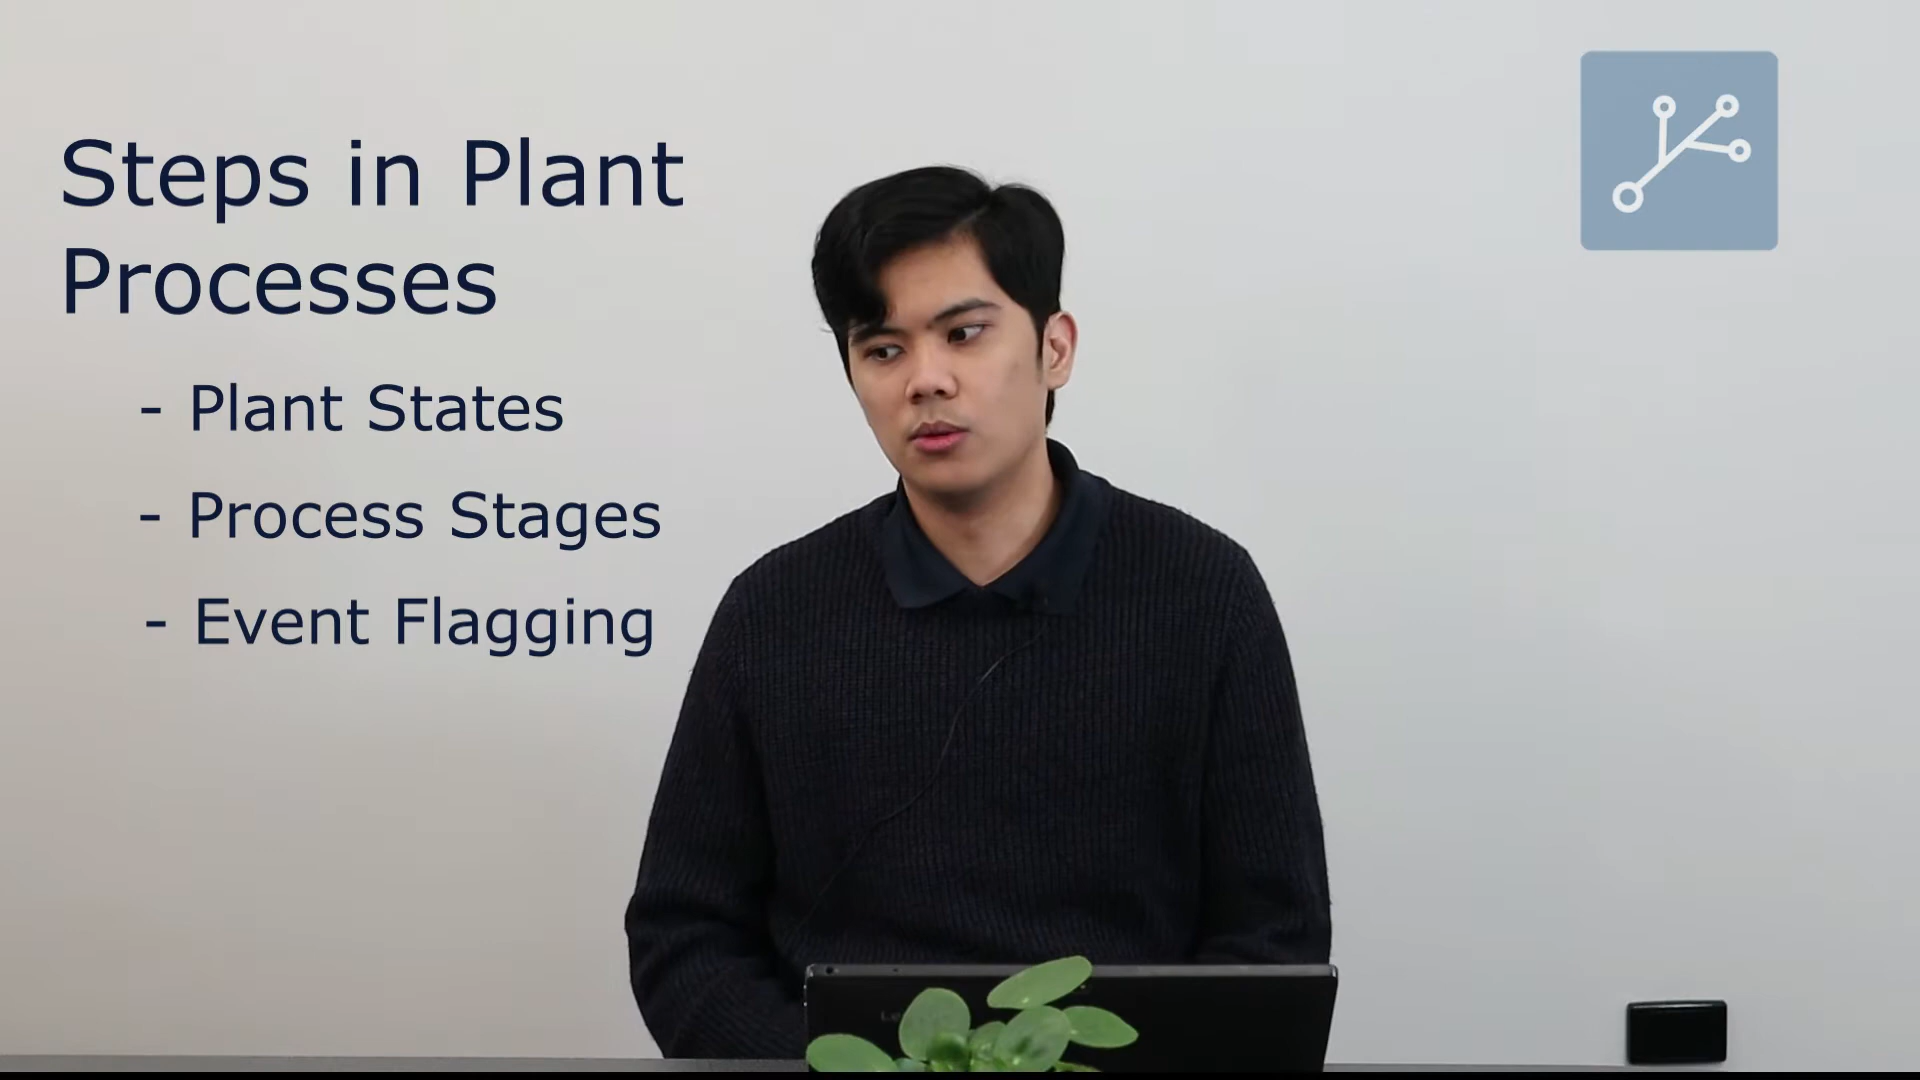 Steps in Plant
Processes
- Plant States
- Process Stages
- Event Flagging